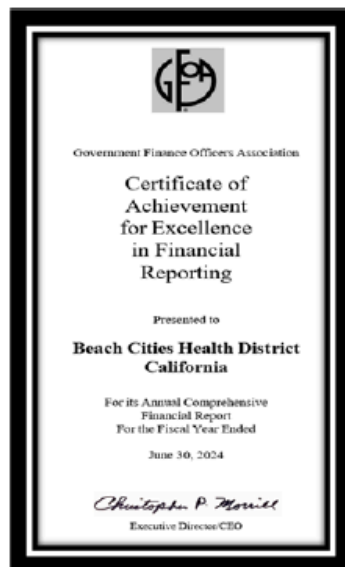 GFOA
Government Finance Officers Association
Certificate of
Achievement
for Excellence
in Financial
Reporting
Presented to
Beach Cities Health District
California
For its Annual Comprehensive
Financial Report
For the Fiscal Year Ended
June 30, 2024
Christopher P. Morrill
Executive Director/CEO